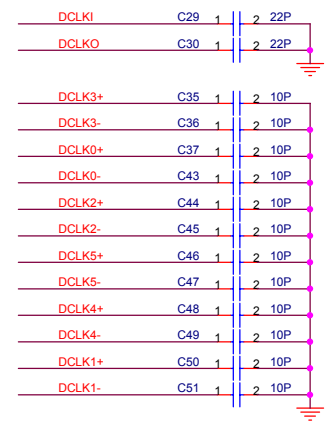 DCLKI C29 1 2 22P
DCLKO C30 1 2 22P
DCLK3+ C35 1 2 10P
DCLK3- C36 1 2 10P
DCLK0+ C37 1 2 10P
DCLK0- C43 1 2 10P
DCLK2+ C44 1 2 10P
DCLK2- C45 1 2 10P
DCLK5+ C46 1 2 10P
DCLK5- C47 1 2 10P
DCLK4+ C48 1 2 10P
DCLK4- C49 1 2 10P
DCLK1+ C50 1 2 10P
DCLK1- C51 1 2 10P